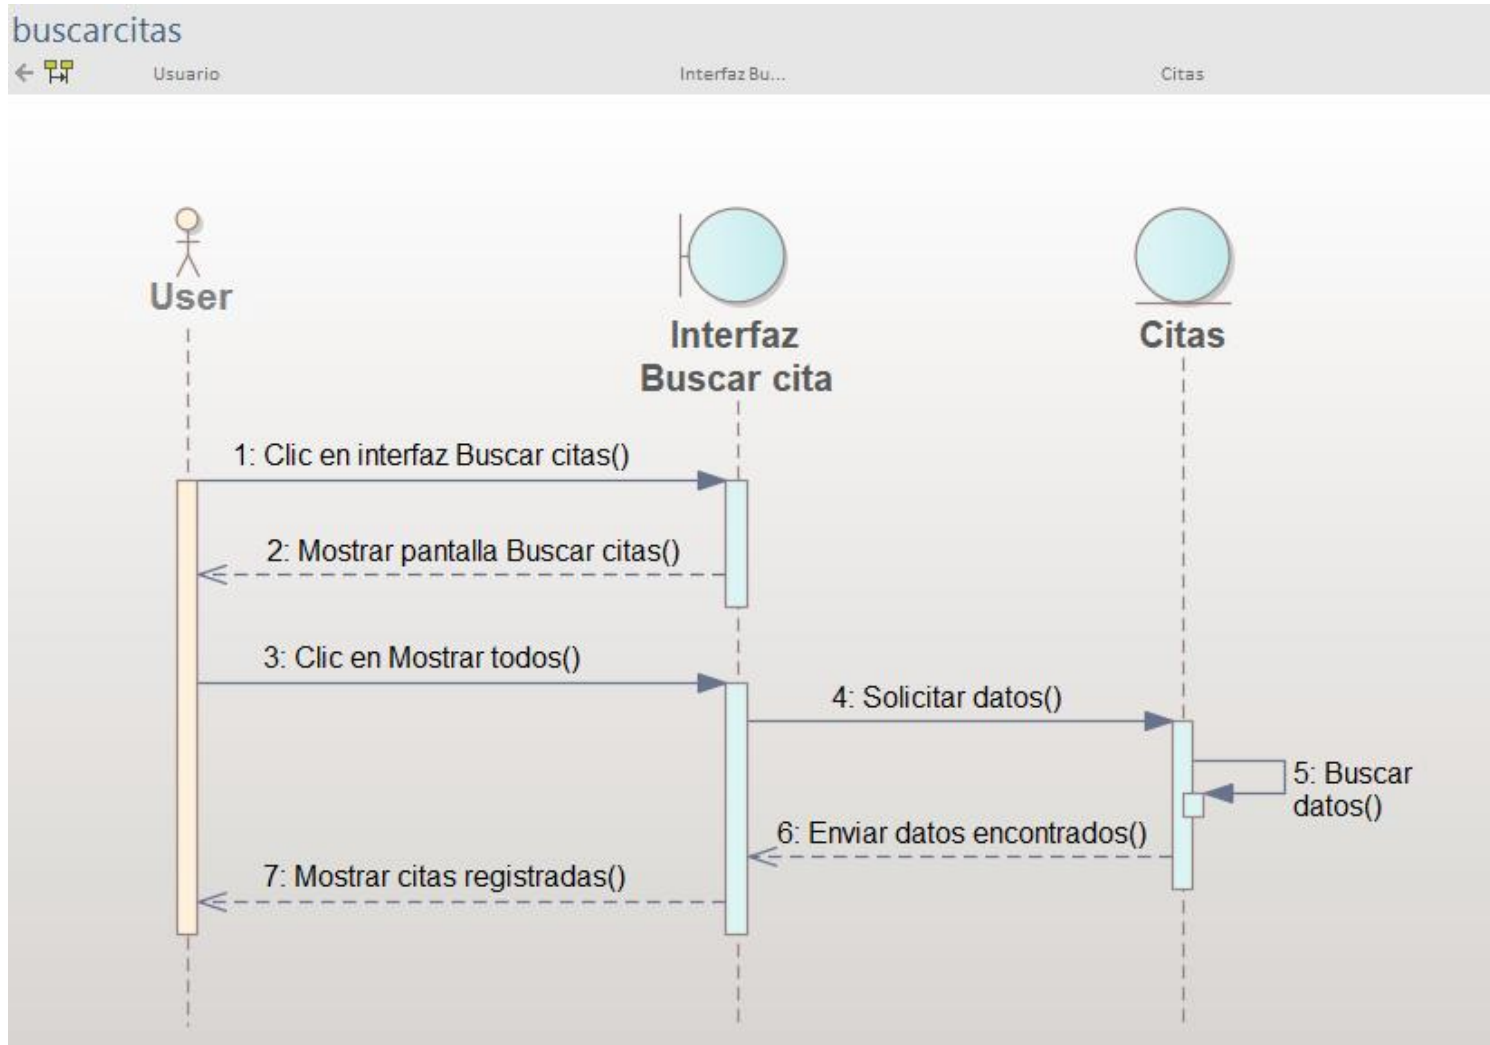 buscarcitas
Usuario
Interfaz Bu...
Citas
User
Interfaz
Buscar cita
Citas
1: Clic en interfaz Buscar citas()
2: Mostrar pantalla Buscar citas()
3: Clic en Mostrar todos()
4: Solicitar datos()
5: Buscar
datos()
6: Enviar datos encontrados()
7: Mostrar citas registradas()